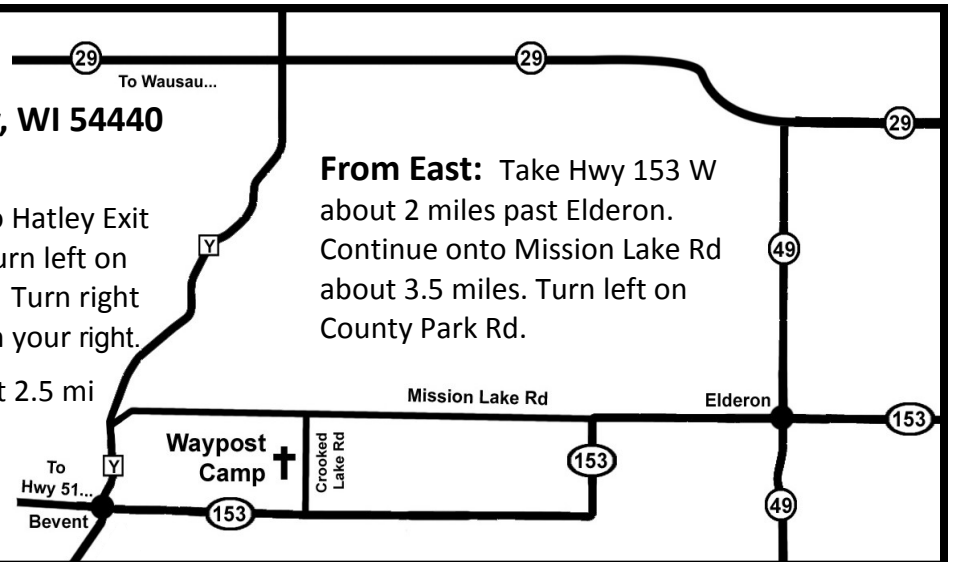 29
29
To Wausau...
, WI 54440
29
From East: Take Hwy 153 W
about 2 miles past Elderon.
Continue onto Mission Lake Rd
about 3.5 miles. Turn left on
County Park Rd.
Hatley Exit
urn left on
Turn right
your right.
2.5 mi
Y
49
Mission Lake Rd
Elderon
153
Waypost
Camp
Crooked
Lake Rd
153
Y
To
Hwy 51...
Bevent
153
49